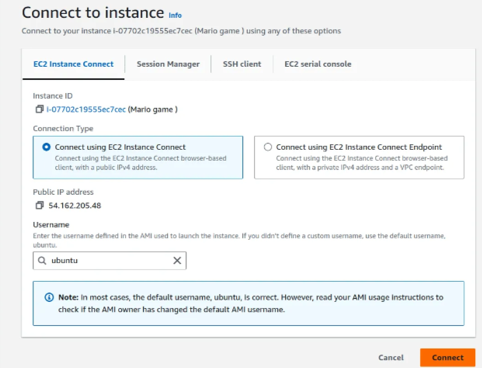 Connect to instance Info
Connect to your instance i-07702c19555ec7cec (Mario game ) using any of these options
EC2 Instance Connect
Session Manager
SSH client
EC2 serial console
Instance ID
i-07702c19555ec7cec (Mario game )
Connection Type
Connect using EC2 Instance Connect
Connect using the EC2 Instance Connect browser-based
client, with a public IPv4 address.
Connect using EC2 Instance Connect Endpoint
Connect using the EC2 Instance Connect browser-based
client, with a private IPv4 address and a VPC endpoint.
Public IP address
54.162.205.48
Username
Enter the username defined in the AMI used to launch the instance. If you didn't define a custom username, use the default username,
ubuntu.
ubuntu
Note: In most cases, the default username, ubuntu, is correct. However, read your AMI usage instructions to
check if the AMI owner has changed the default AMI username.
Cancel
Connect